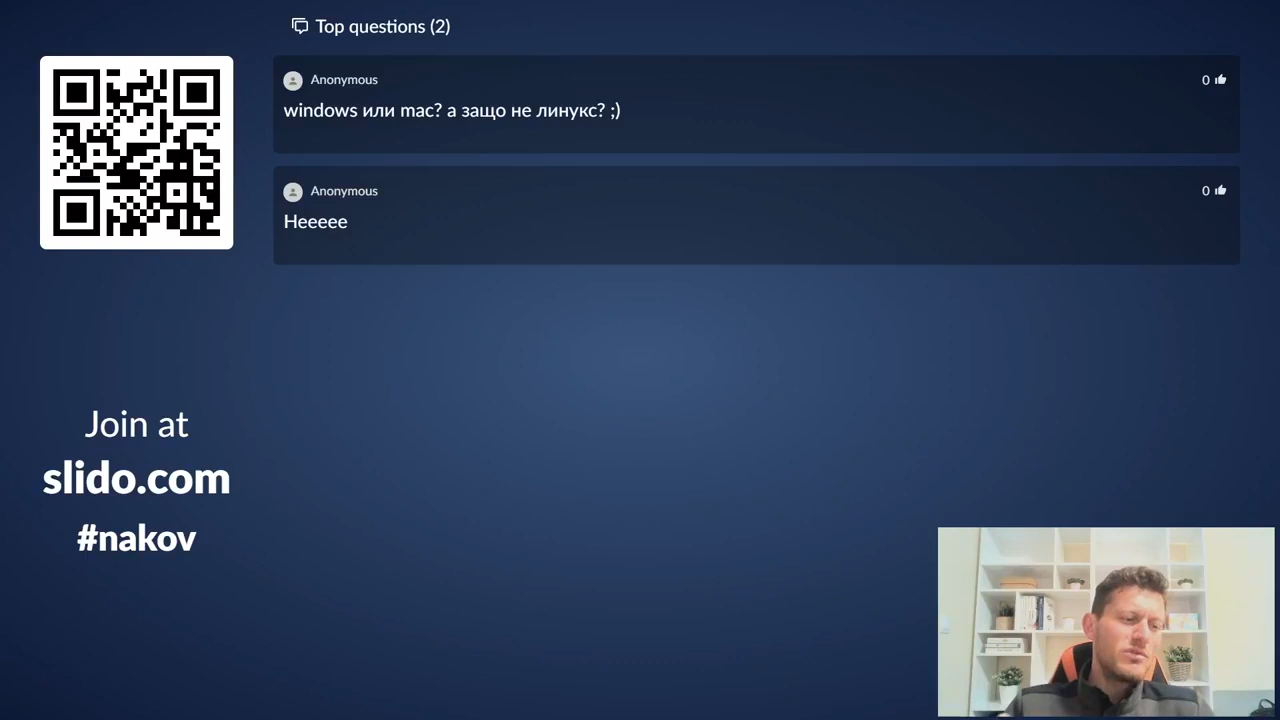 Top questions (2)
Anonymous
0
windows или mac? а защо не линукс? ;)
Anonymous
0
Heeeee
Join at
slido.com
#nakov